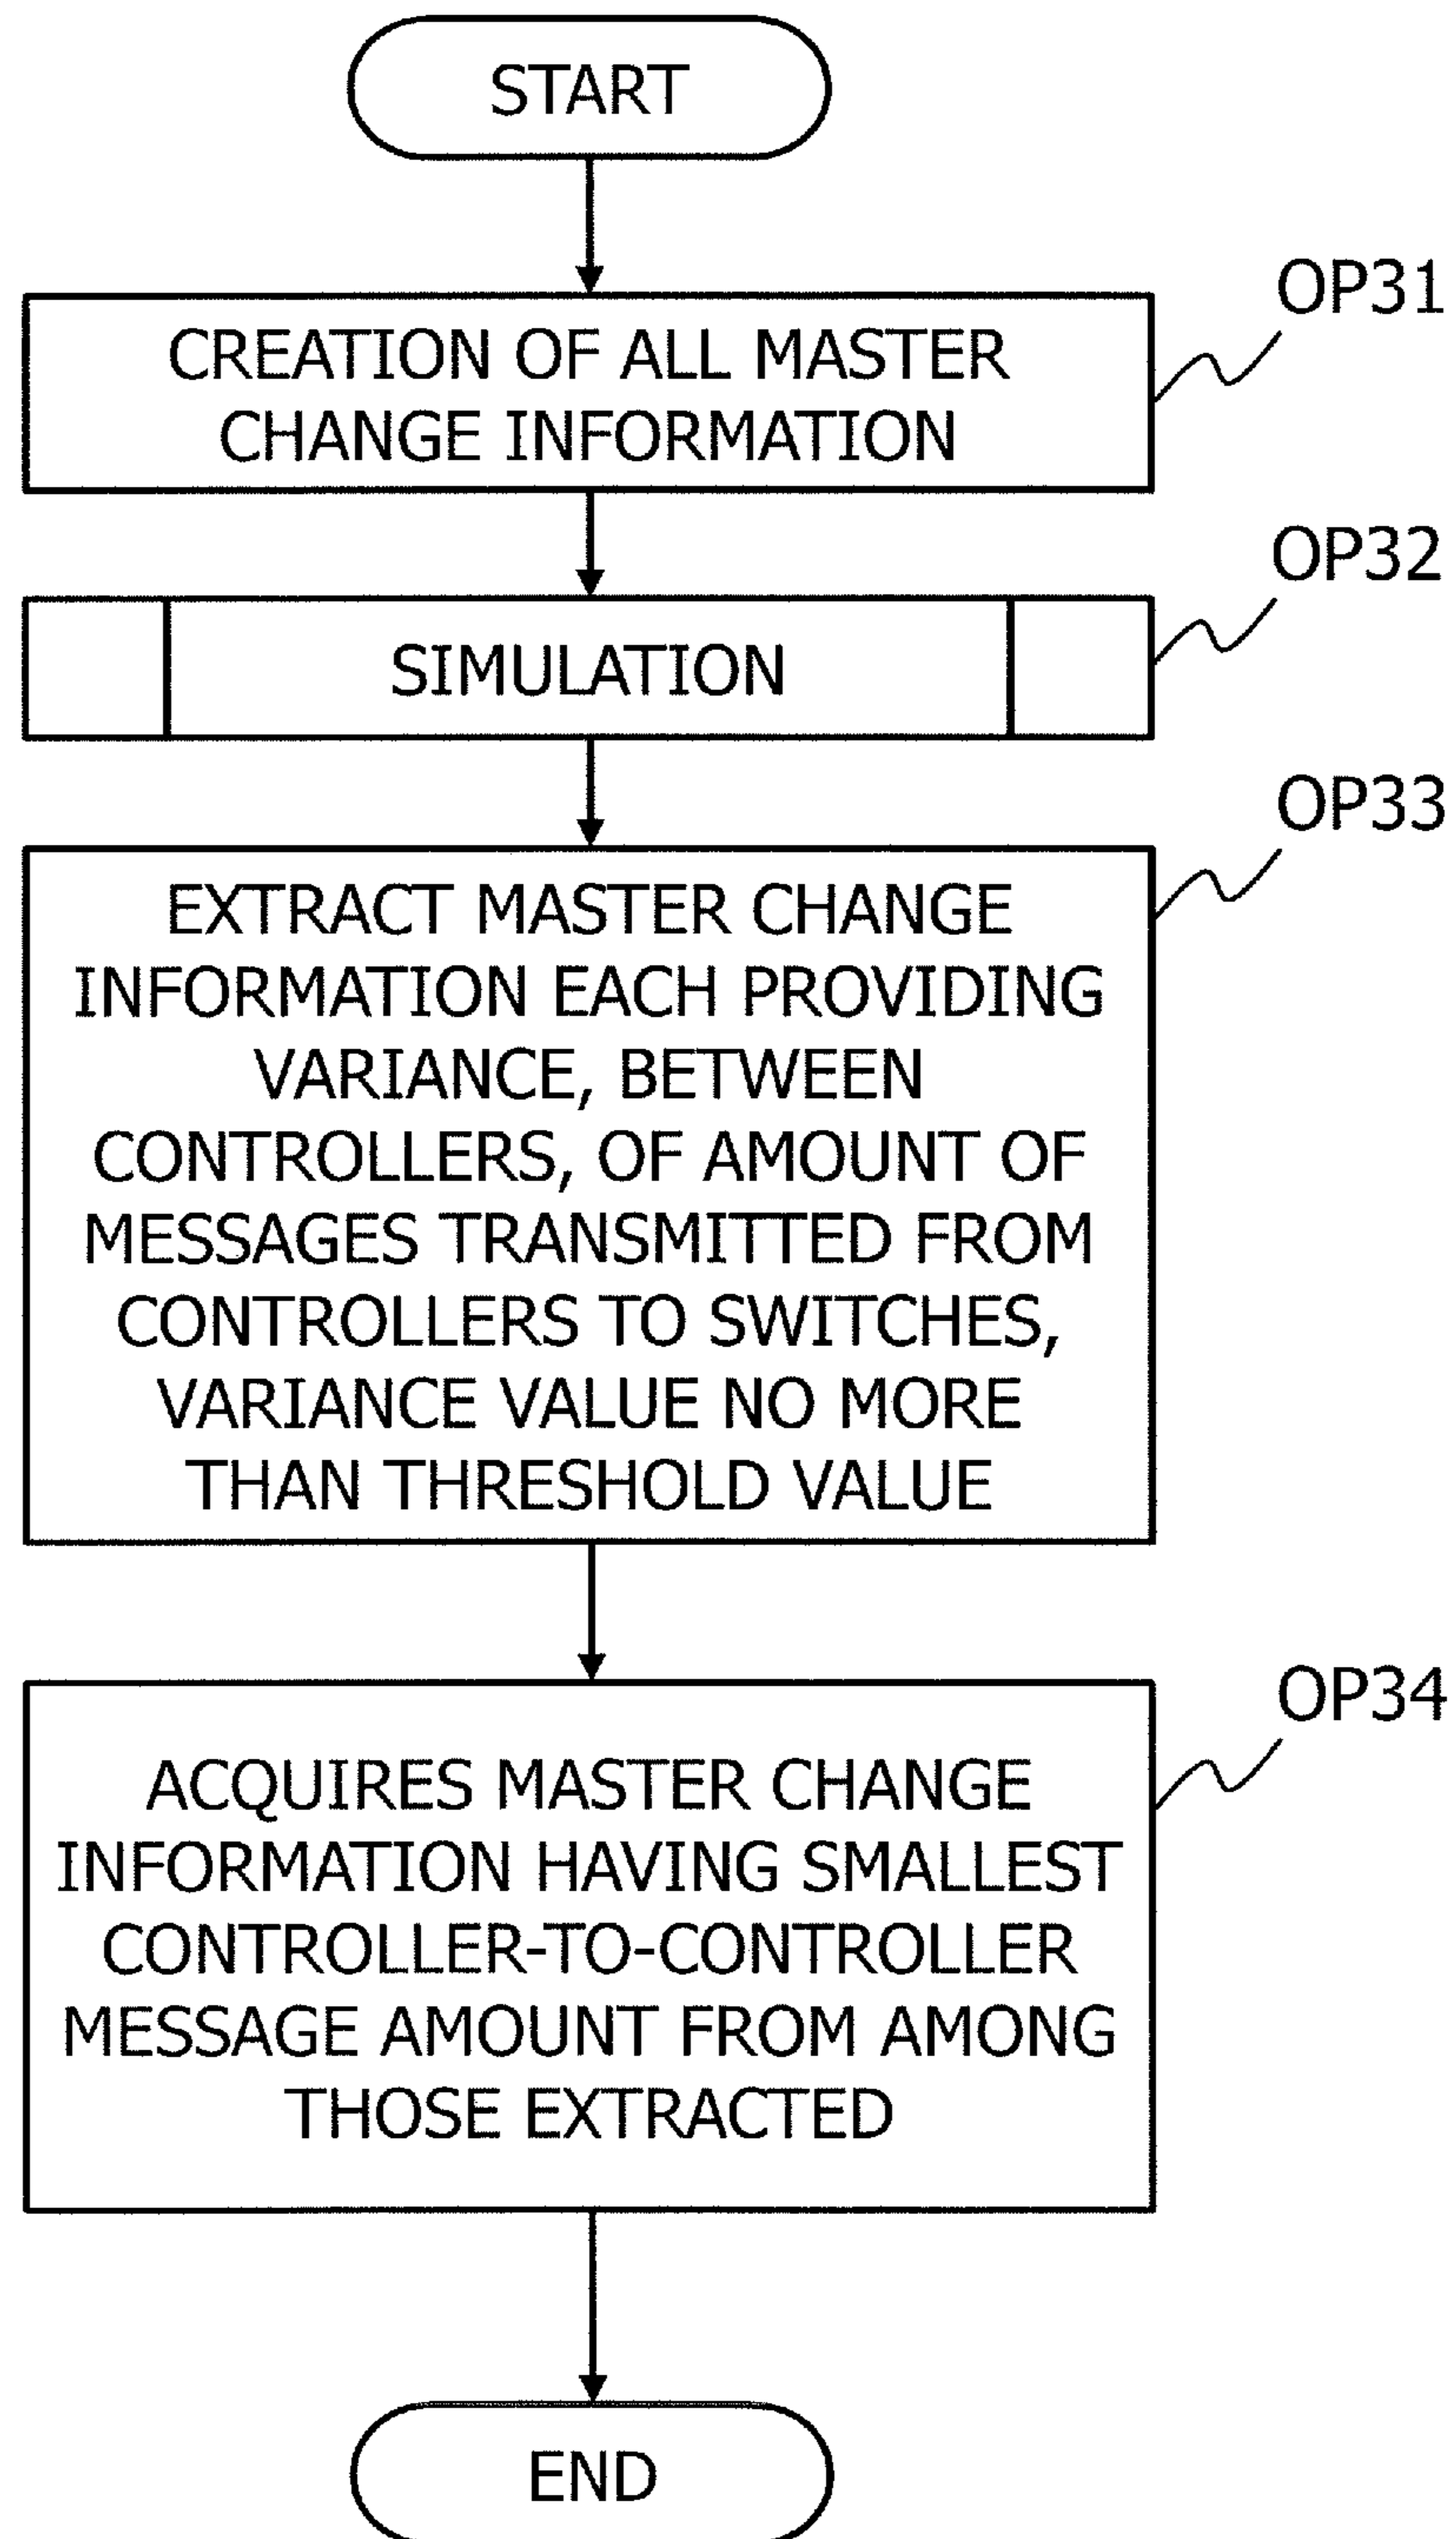 START
OP31
CREATION OF ALL MASTER
CHANGE INFORMATION
OP32
SIMULATION
OP33
EXTRACT MASTER CHANGE
INFORMATION EACH PROVIDING
VARIANCE, BETWEEN
CONTROLLERS, OF AMOUNT OF
MESSAGES TRANSMITTED FROM
CONTROLLERS TO SWITCHES,
VARIANCE VALUE NO MORE
THAN THRESHOLD VALUE
OP34
ACQUIRES MASTER CHANGE
INFORMATION HAVING SMALLEST
CONTROLLER-TO-CONTROLLER
MESSAGE AMOUNT FROM AMONG
THOSE EXTRACTED
END